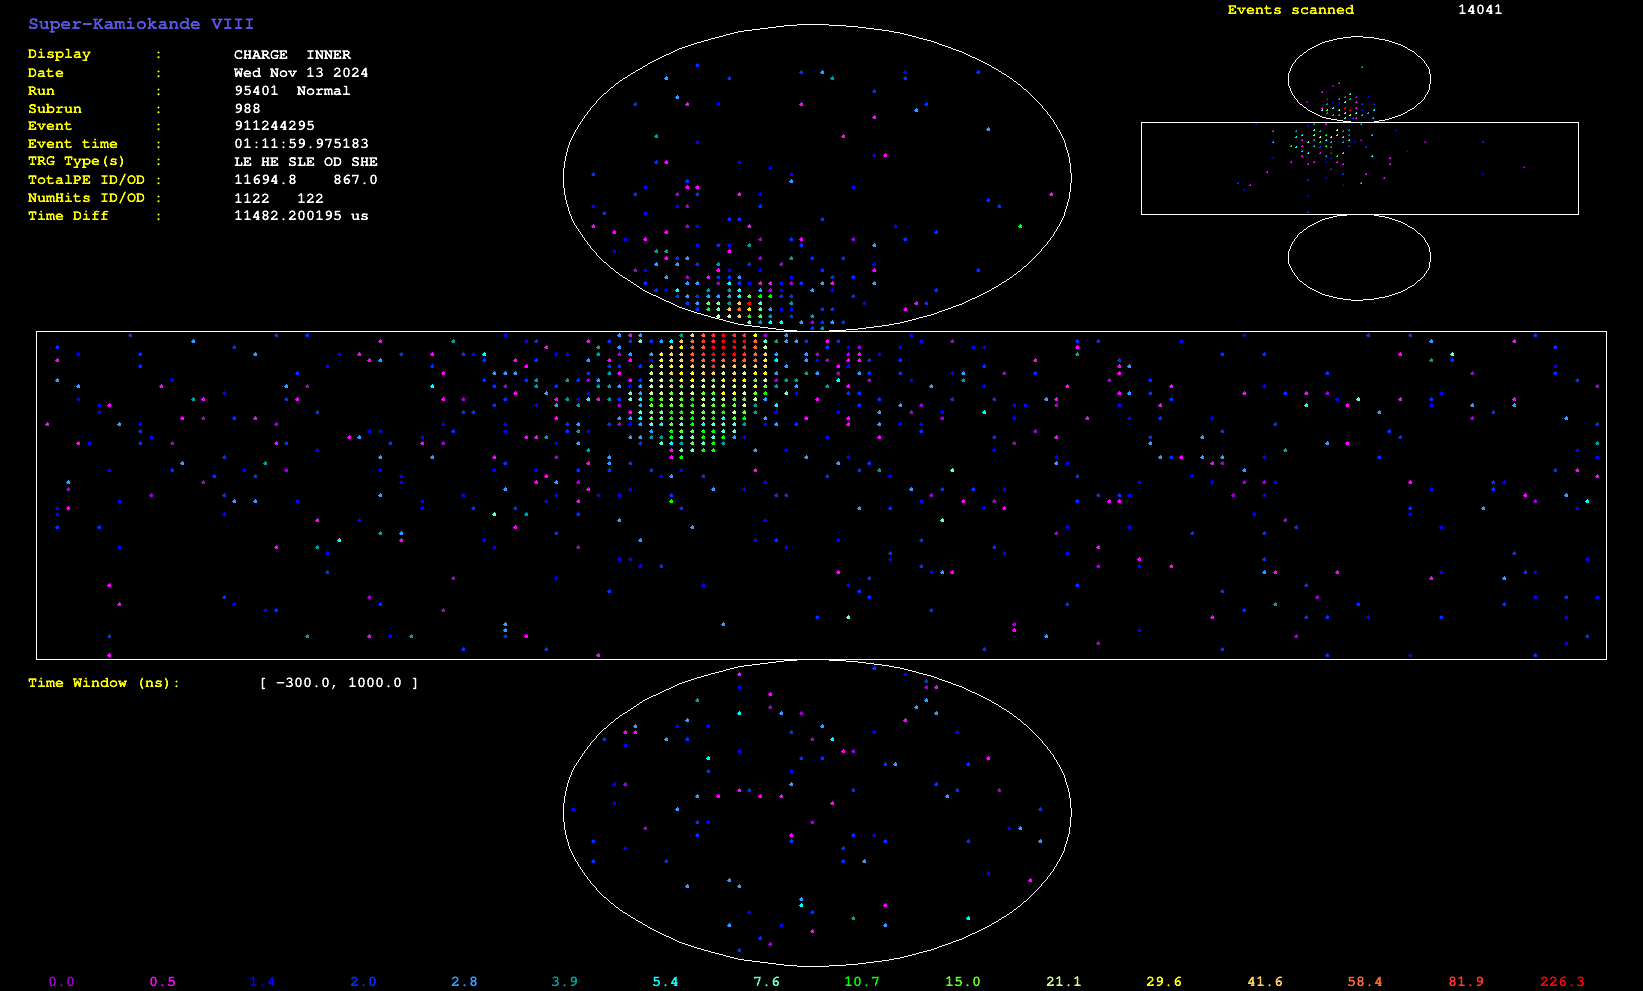 Super-Kamiokande VIII
Events scanned 14041
Display : CHARGE INNER
Date : Wed Nov 13 2024
Run : 95401 Normal
Subrun : 988
Event : 911244295
Event time : 01:11:59.975183
TRG Type(s) : LE HE SLE OD SHE
TotalPE ID/OD : 11694.8 867.0
NumHits ID/OD : 1122 122
Time Diff : 11482.200195 us
Time Window (ns): [ -300.0, 1000.0 ]
0.0 0.5 1.4 2.0 2.8 3.9 5.4 7.6 10.7 15.0 21.1 29.6 41.6 58.4 81.9 226.3